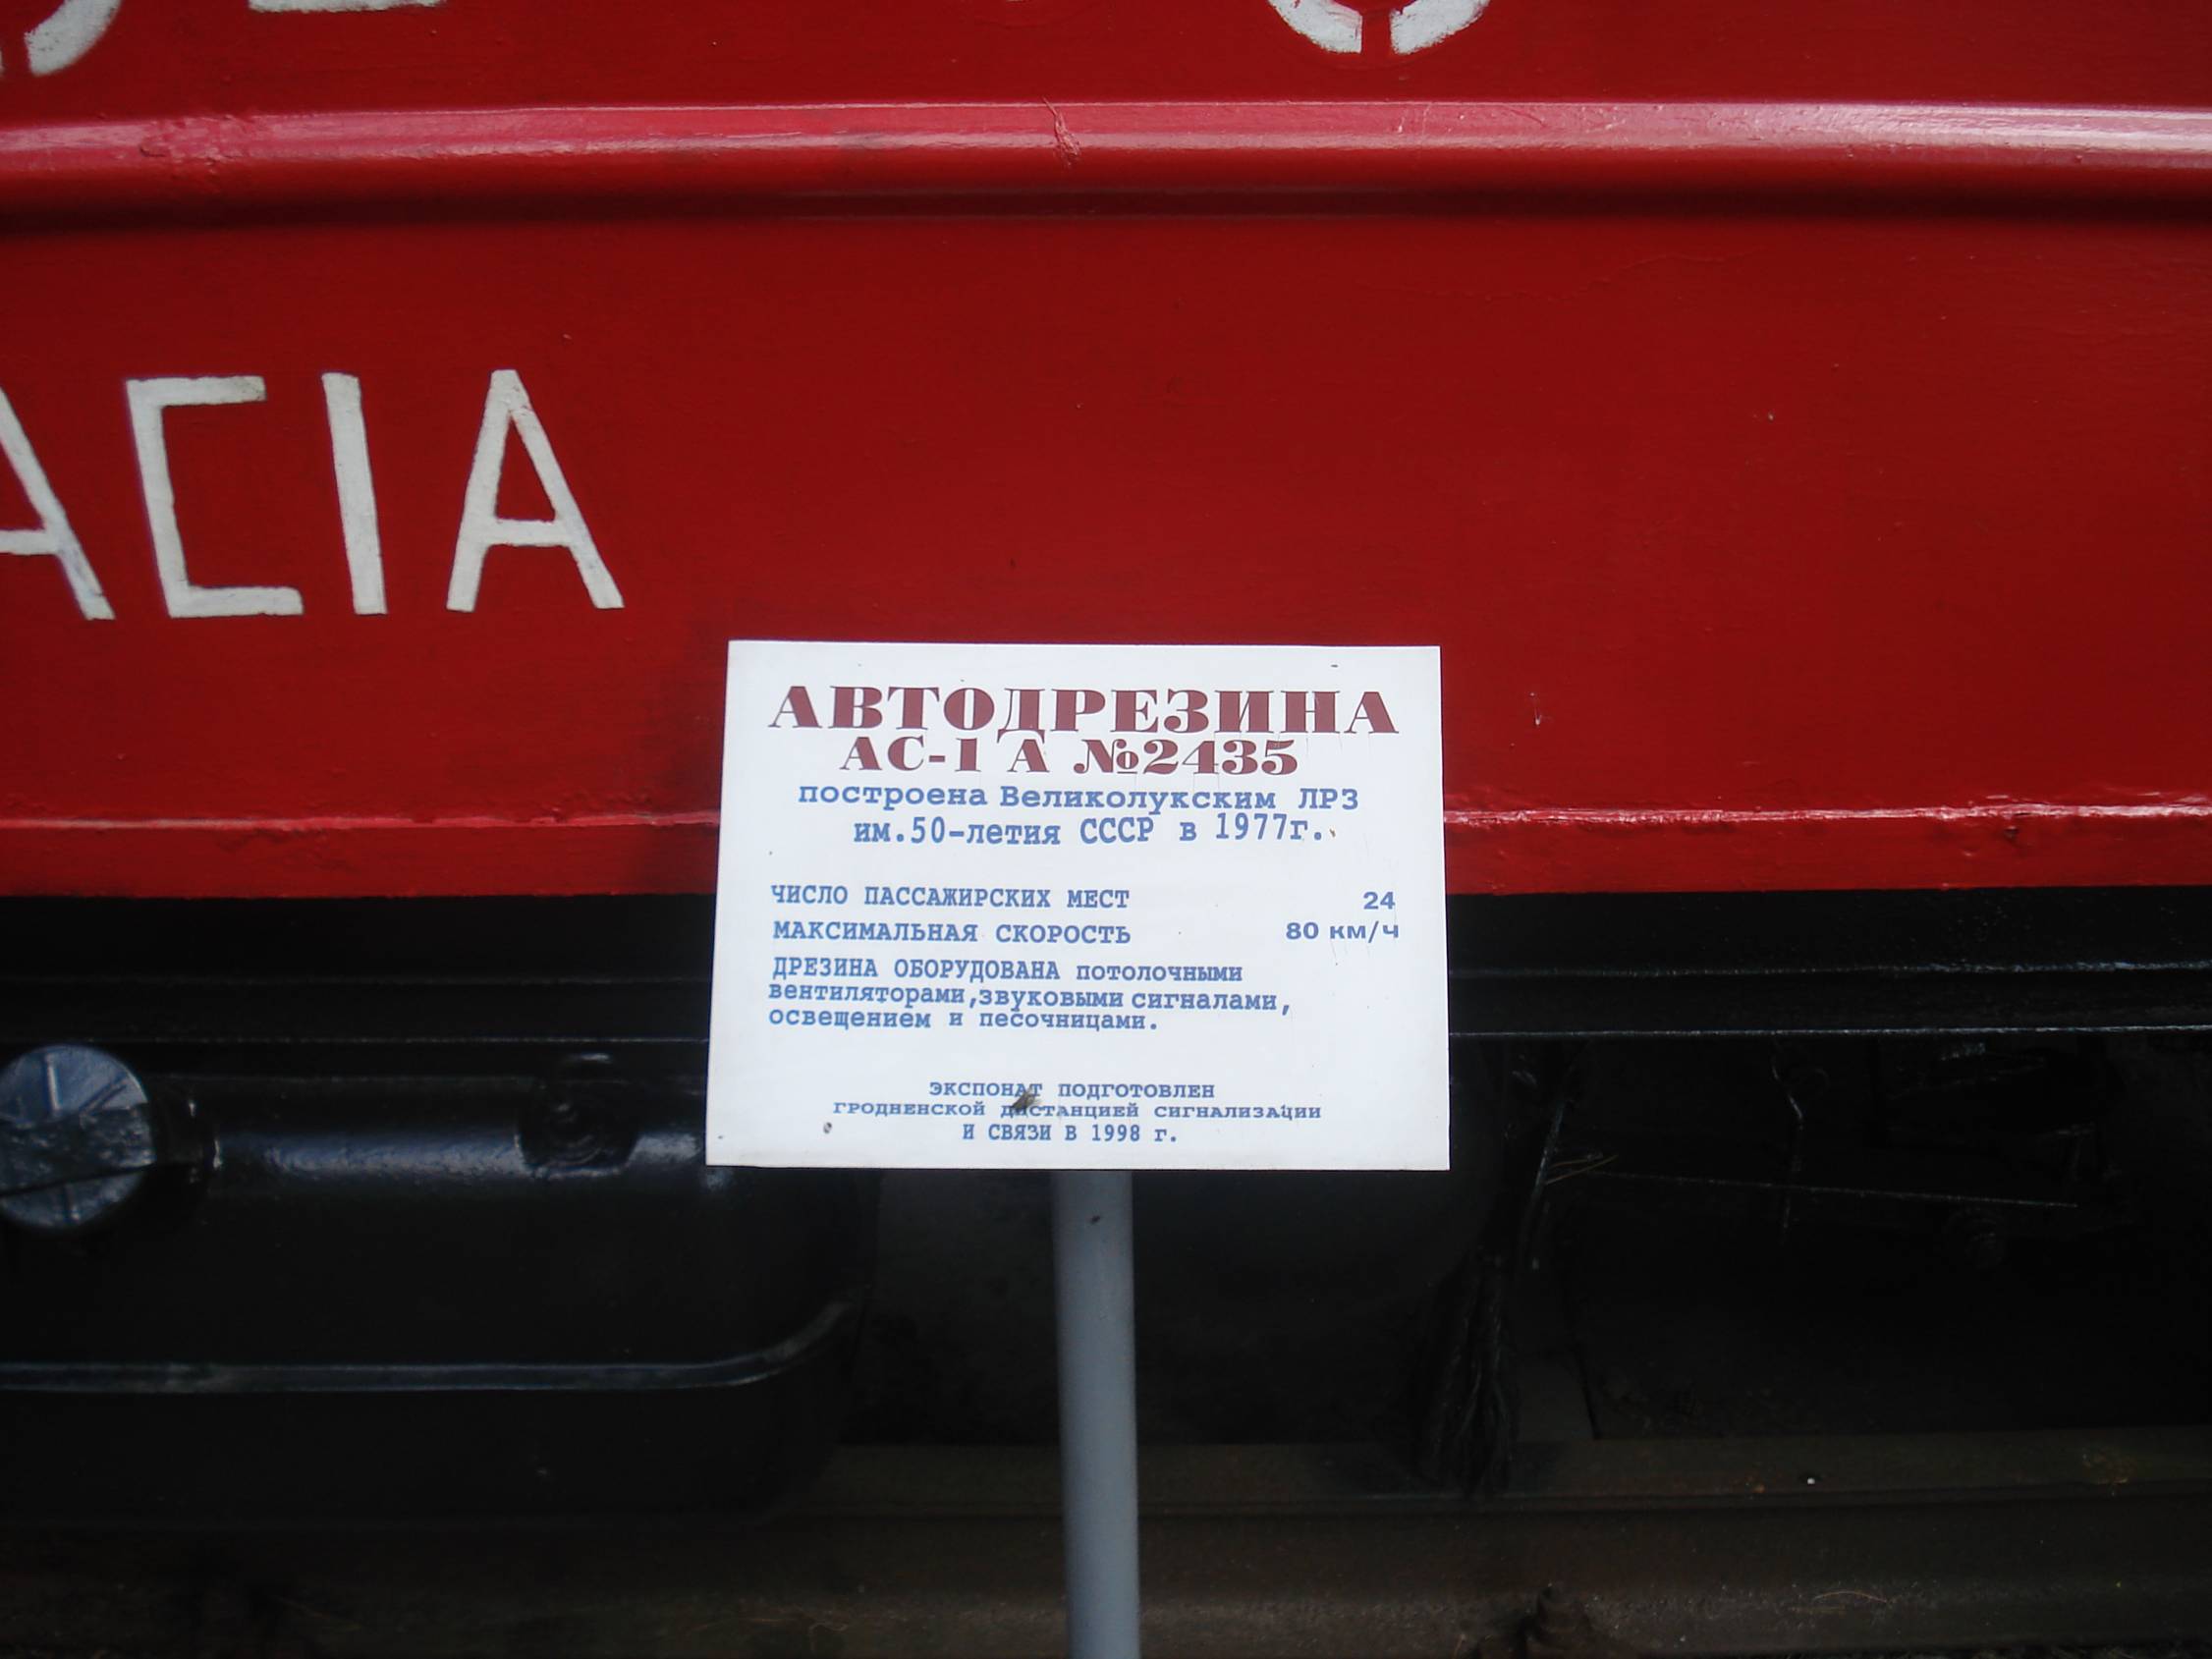 АСІА
АВТОДРЕЗИНА
АС-1 А №2435
построена Великолукским ЛРЗ
им.50-летия СССР в 1977г.
ЧИСЛО ПАССАЖИРСКИХ МЕСТ 24
МАКСИМАЛЬНАЯ СКОРОСТЬ 80 км/ч
ДРЕЗИНА ОБОРУДОВАНА потолочными
вентиляторами,звуковыми сигналами,
освещением и песочницами.
ЭКСПОНАТ ПОДГОТОВЛЕН
ГРОДНЕНСКОЙ ДИСТАНЦИЕЙ СИГНАЛИЗАЦИИ
И СВЯЗИ В 1998 г.